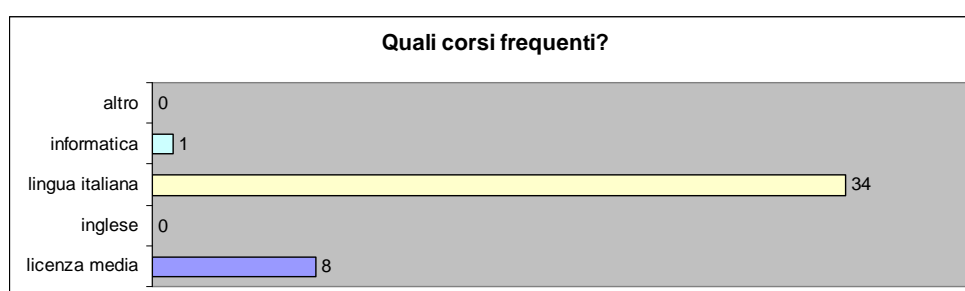 Quali corsi frequenti?
altro 0
informatica 1
lingua italiana 34
inglese 0
licenza media 8